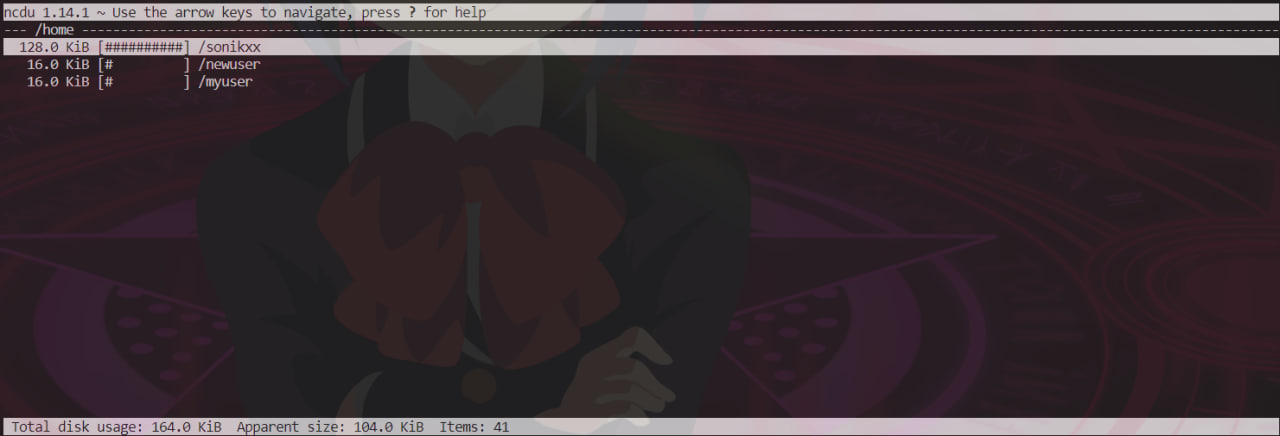 ncdu 1.14.1 ~ Use the arrow keys to navigate, press ? for help
--- /home ----------------------------------------------------------------------------------------------------------------------------------------------------------
  128.0 KiB [##########] /sonikxx
   16.0 KiB [#         ] /newuser
   16.0 KiB [#         ] /myuser
 Total disk usage: 164.0 KiB  Apparent size: 104.0 KiB  Items: 41